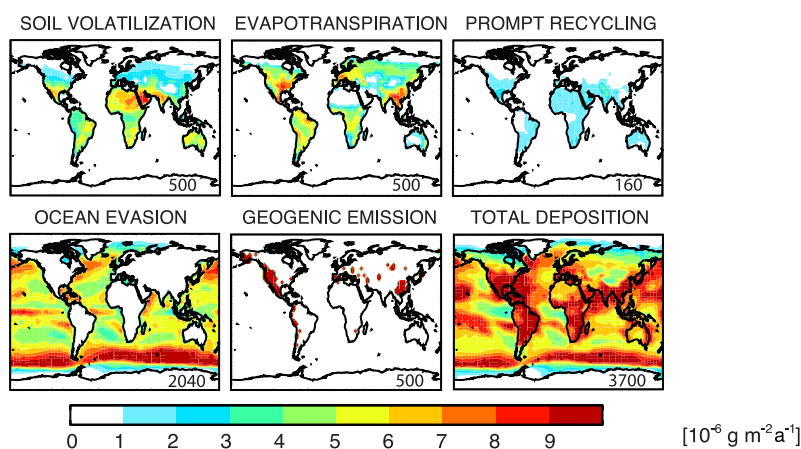 SOIL VOLATILIZATION EVAPOTRANSPIRATION PROMPT RECYCLING
500 500 160
OCEAN EVASION GEOGENIC EMISSION TOTAL DEPOSITION
2040 500 3700
0 1 2 3 4 5 6 7 8 9 [10⁻⁶ g m⁻²a⁻¹]